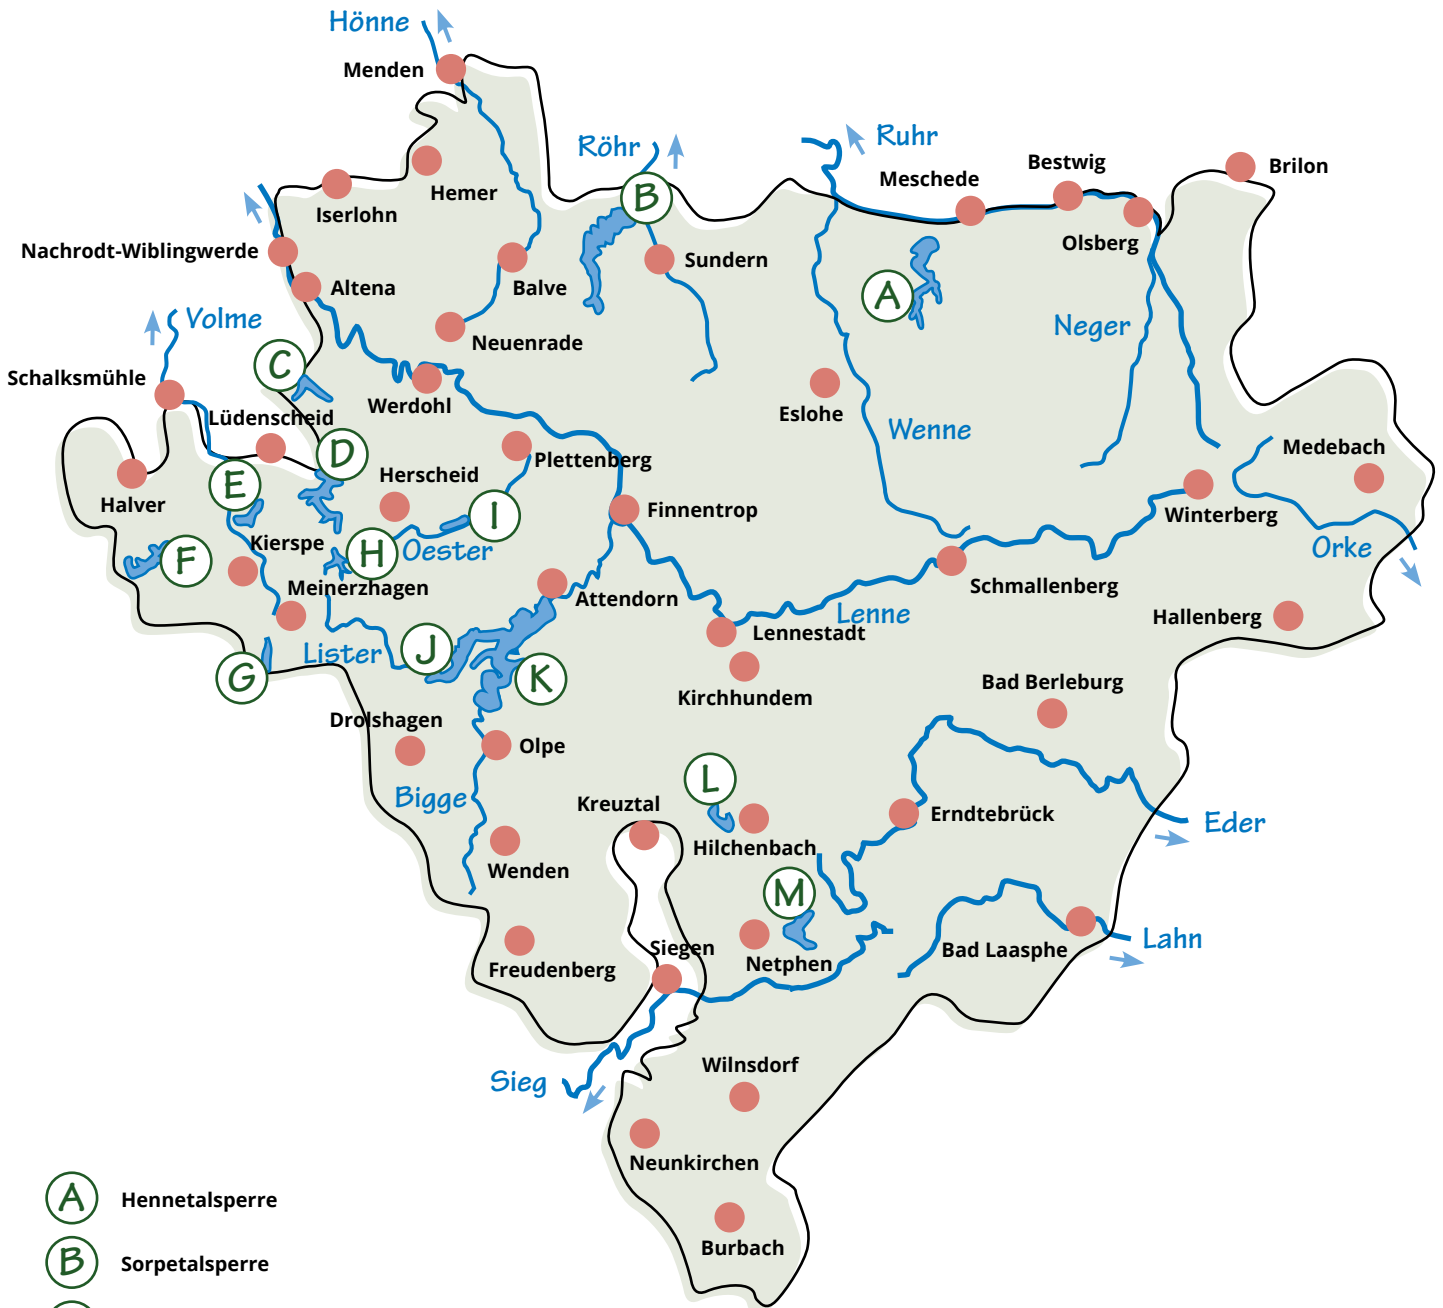 Hönne
Menden
Röhr
Ruhr
Bestwig
Brilon
Meschede
B
Hemer
Iserlohn
Olsberg
Nachrodt-Wiblingwerde
Sundern
Altena
Balve
A
Volme
Neger
Neuenrade
C
Schalksmühle
Werdohl
Eslohe
Lüdenscheid
Wenne
Medebach
D
Plettenberg
Herscheid
E
Halver
Finnentrop
I
Winterberg
Kierspe
H
Oester
Orke
F
Meinerzhagen
Schmallenberg
Attendorn
Lenne
Hallenberg
Lennestadt
J
Lister
G
K
Bad Berleburg
Kirchhundem
Drolshagen
Olpe
L
Bigge
Kreuztal
Erndtebrück
Eder
Hilchenbach
Wenden
M
Lahn
Siegen
Bad Laasphe
Netphen
Freudenberg
Wilnsdorf
Sieg
Neunkirchen
A Hennetalsperre
Burbach
B Sorpetalsperre